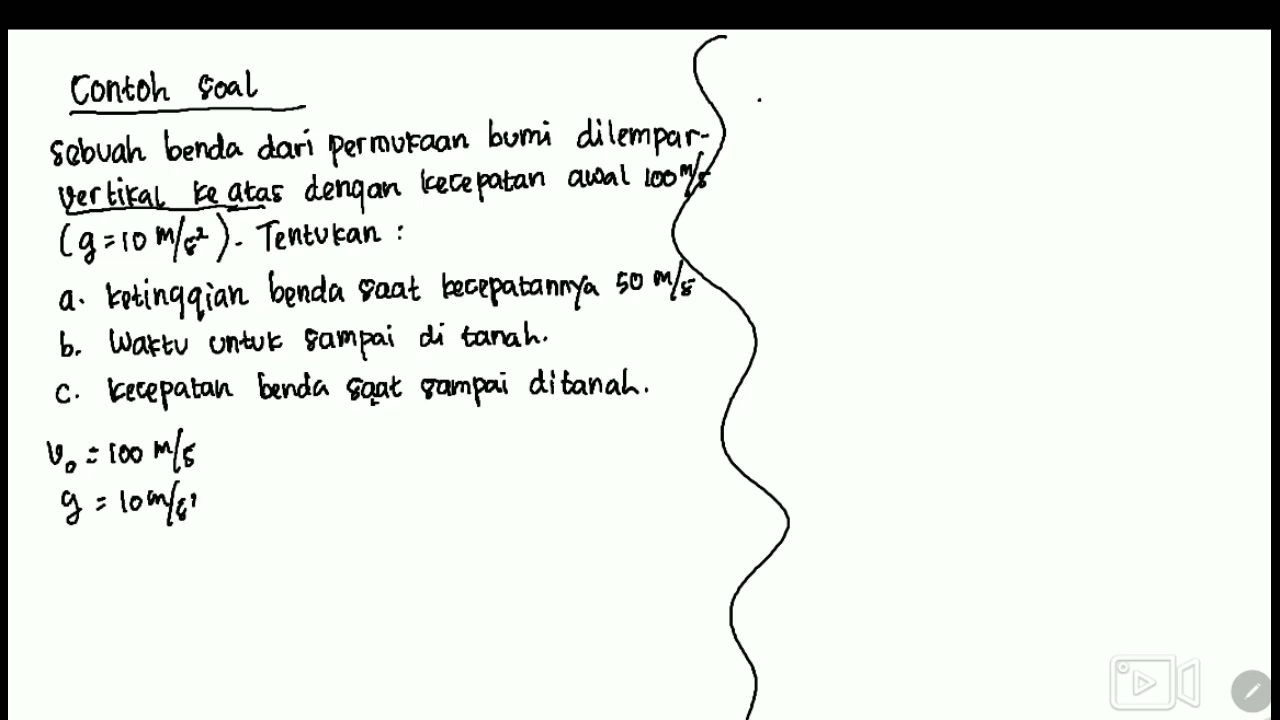 Contoh soal
sebuah benda dari permukaan bumi dilempar-
vertikal ke atas dengan kecepatan awal 100 m/s
(g = 10 m/s²). Tentukan :
a. ketinggian benda saat kecepatannya 50 m/s
b. Waktu untuk sampai di tanah.
c. kecepatan benda saat sampai ditanah.
v₀ = 100 m/s
g = 10 m/s²